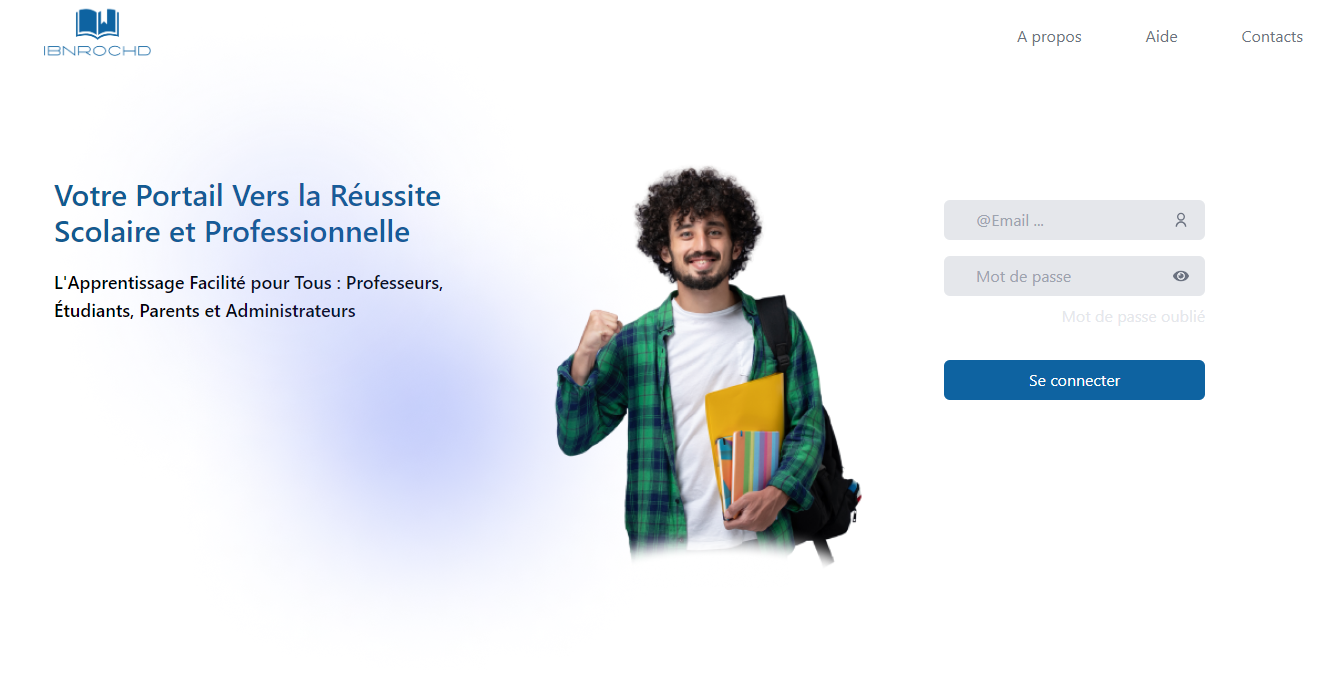 IBNROCHD
A propos
Aide
Contacts
Votre Portail Vers la Réussite
Scolaire et Professionnelle
L'Apprentissage Facilité pour Tous : Professeurs,
Étudiants, Parents et Administrateurs
@Email ...
Mot de passe
Mot de passe oublié
Se connecter